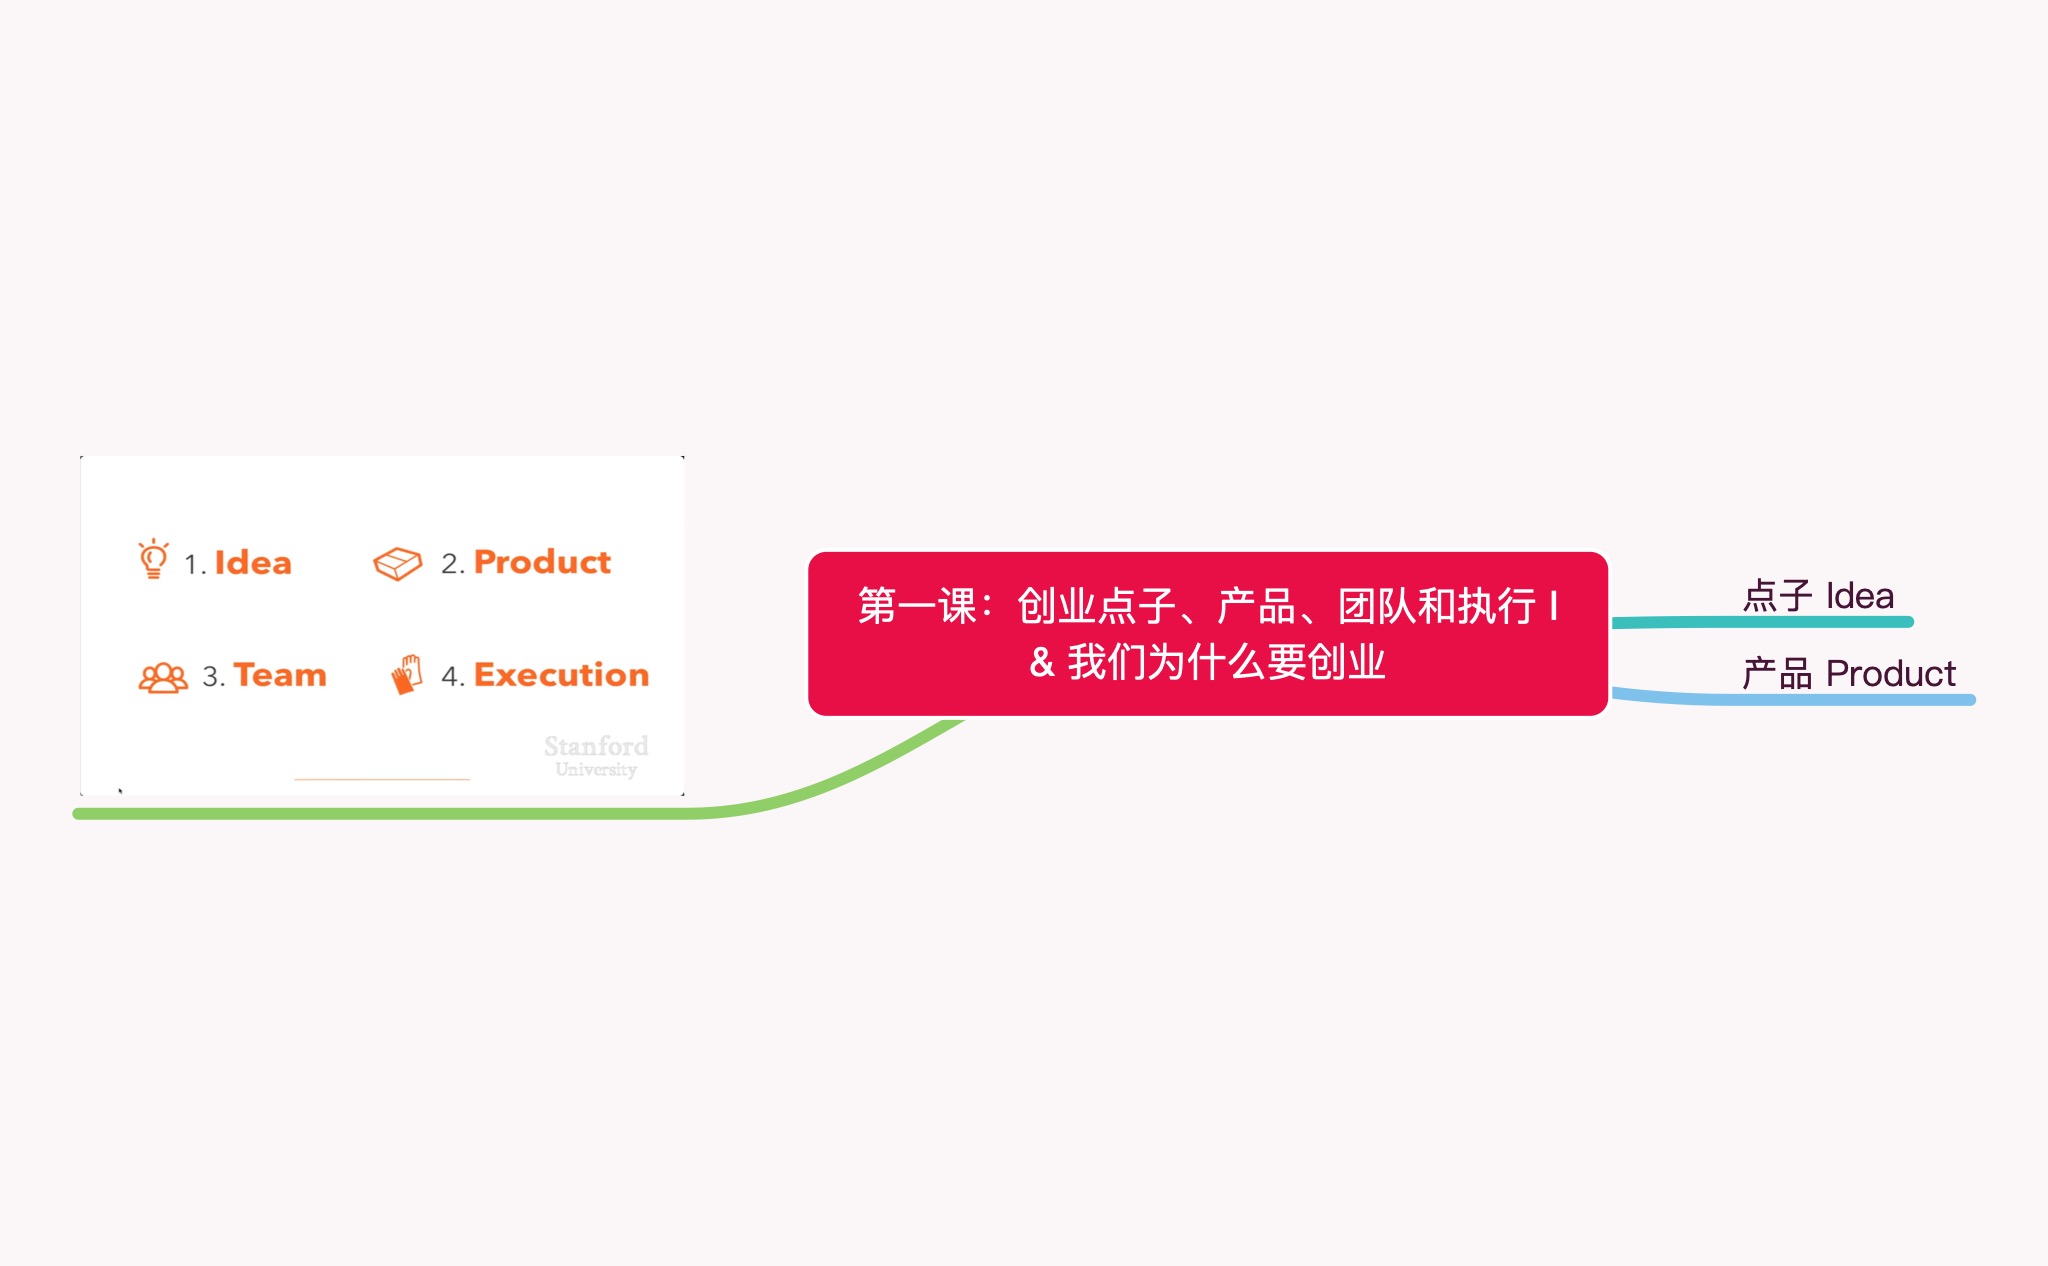 1. Idea
2. Product
3. Team
4. Execution
Stanford
University
第一课：创业点子、产品、团队和执行 I
& 我们为什么要创业
点子 Idea
产品 Product